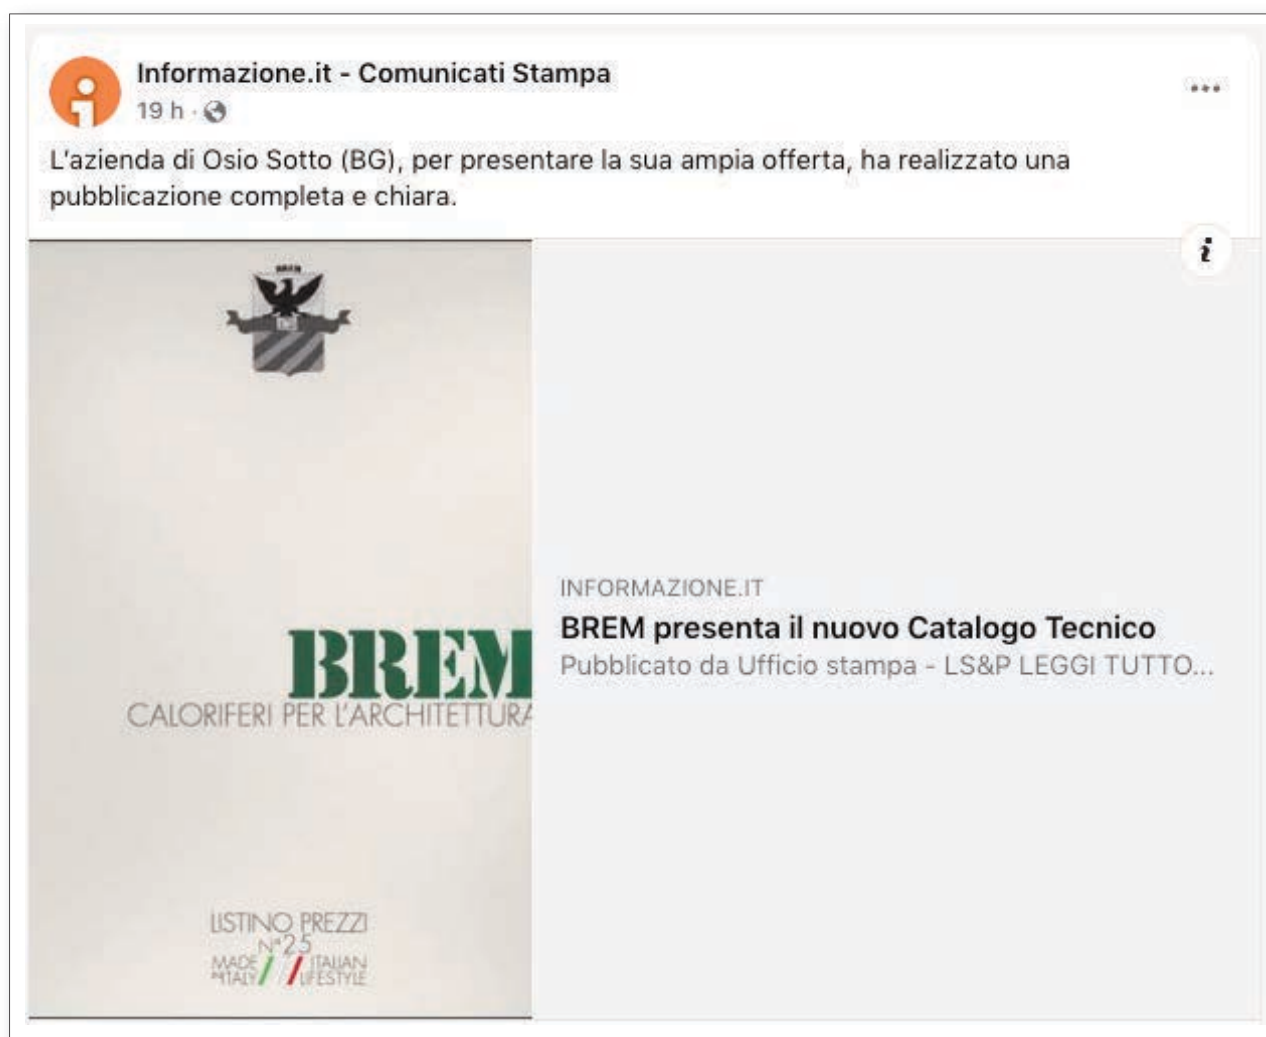 Informazione.it - Comunicati Stampa
19 h ·
L'azienda di Osio Sotto (BG), per presentare la sua ampia offerta, ha realizzato una
pubblicazione completa e chiara.
BREM
BREM
CALORIFERI PER L'ARCHITETTURA
LISTINO PREZZI
N° 25
MADE IN ITALY
ITALIAN LIFESTYLE
INFORMAZIONE.IT
BREM presenta il nuovo Catalogo Tecnico
Pubblicato da Ufficio stampa - LS&P LEGGI TUTTO...